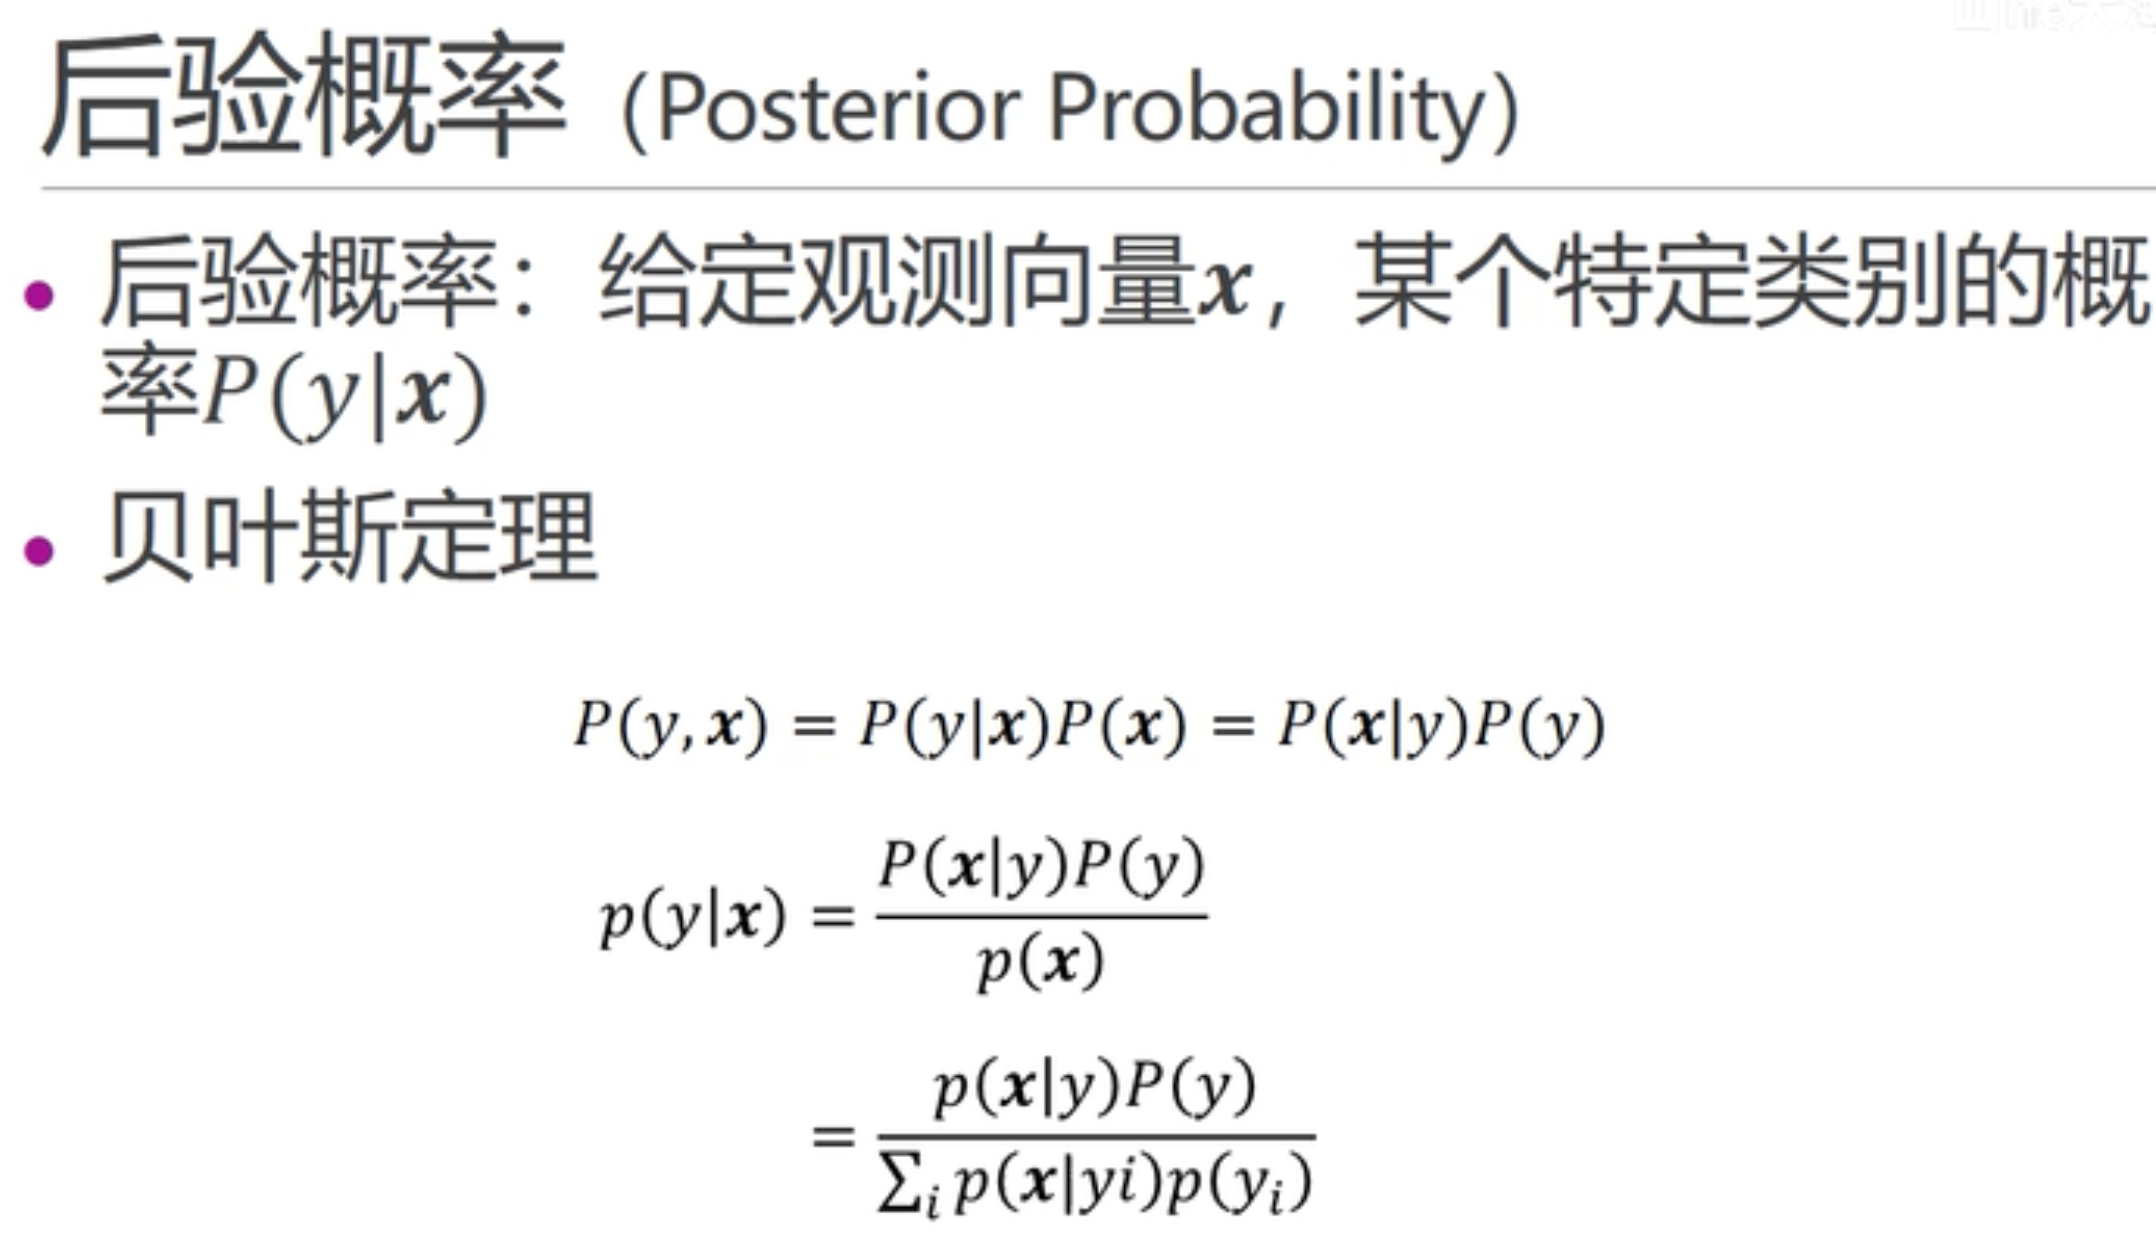 后验概率（Posterior Probability）
• 后验概率：给定观测向量x，某个特定类别的概
率P(y|x)
• 贝叶斯定理
P(y, x) = P(y|x)P(x) = P(x|y)P(y)
p(y|x) = P(x|y)P(y) / p(x)
= p(x|y)P(y) / ∑ᵢ p(x|yi)p(yᵢ)